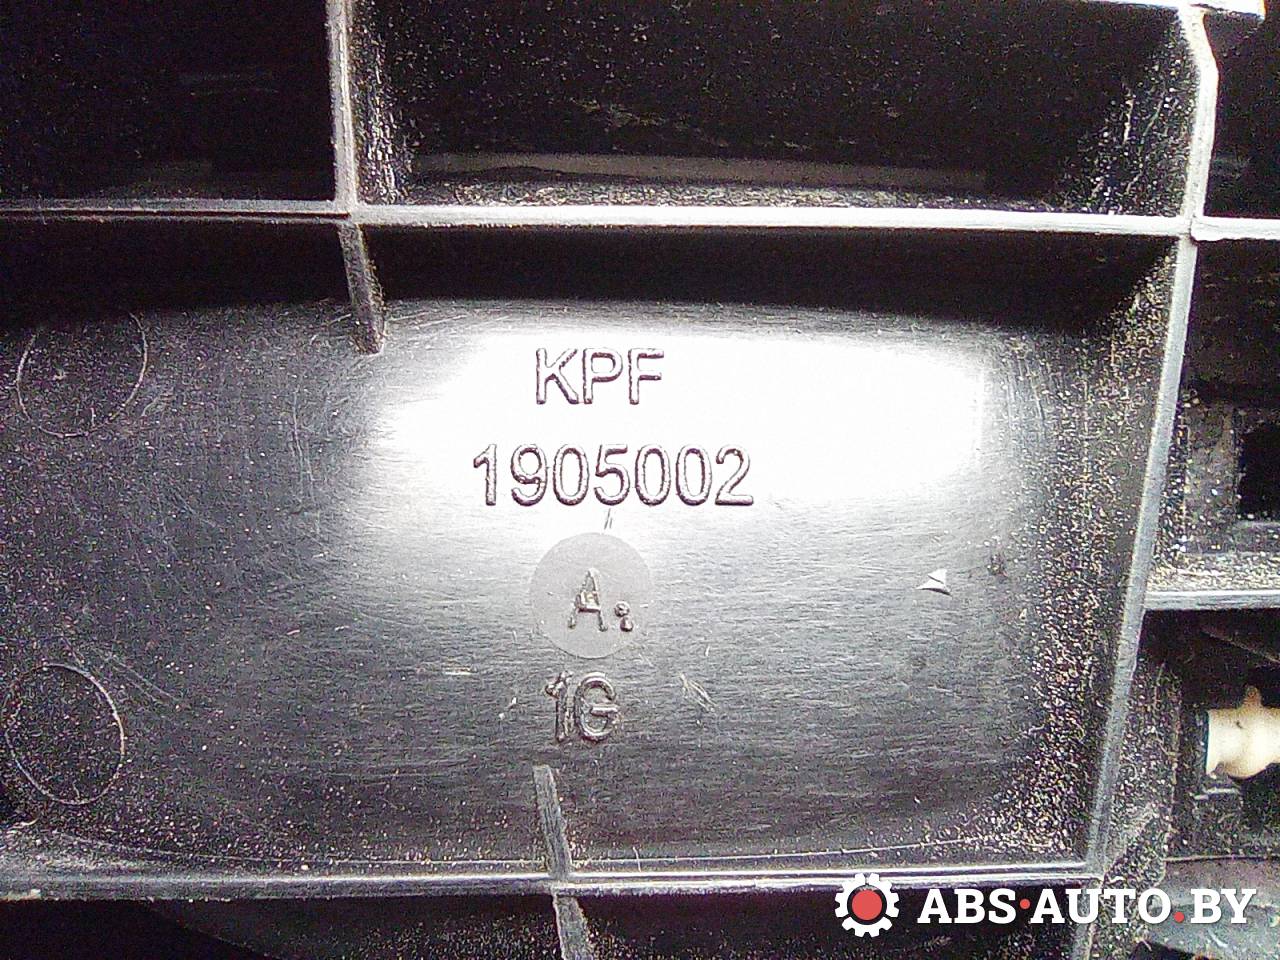 KPF
1905002
A:
1G
ABS·AUTO.BY